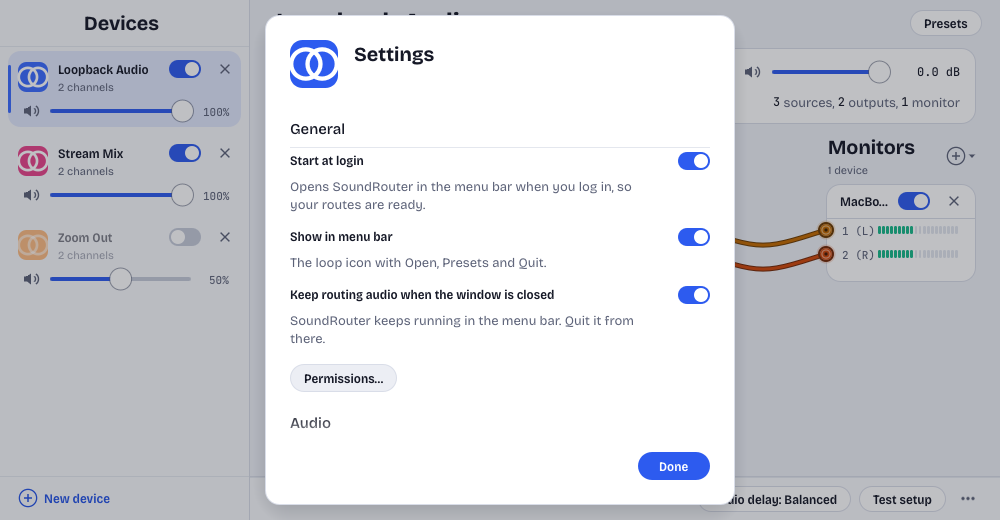 Devices
Loopback Audio
2 channels
100%
Stream Mix
2 channels
100%
Zoom Out
2 channels
50%
New device
Presets
0.0 dB
3 sources, 2 outputs, 1 monitor
Monitors
1 device
MacBo...
1 (L)
2 (R)
Settings
General
Start at login
Opens SoundRouter in the menu bar when you log in, so
your routes are ready.
Show in menu bar
The loop icon with Open, Presets and Quit.
Keep routing audio when the window is closed
SoundRouter keeps running in the menu bar. Quit it from
there.
Permissions...
Audio
Done
delay: Balanced
Test setup